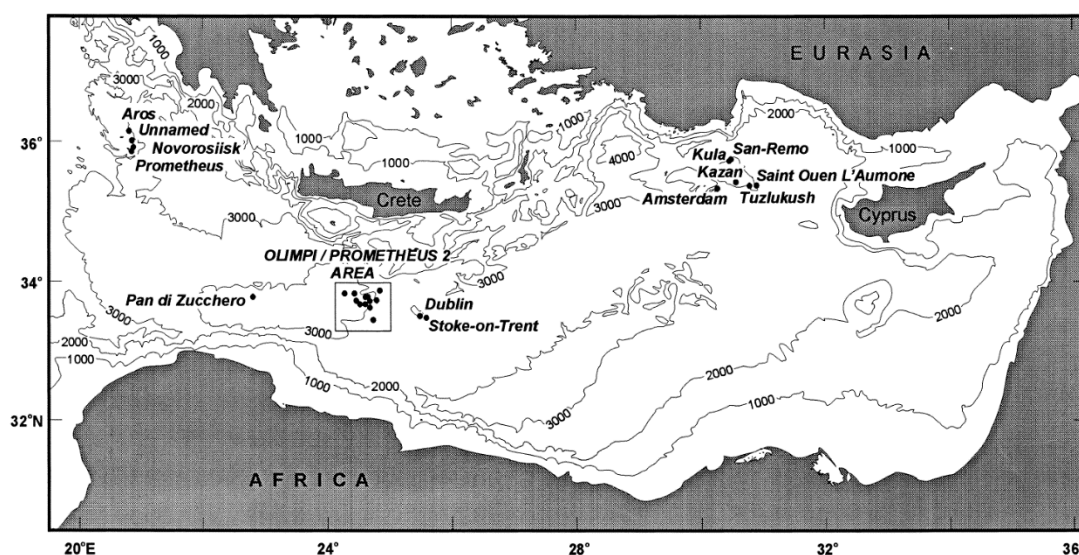 EURASIA
1000
3000
2000
1000
2000
Aros
Unnamed
Novorosiisk
Prometheus
36°
1000
1000
4000
1000
Kula
San-Remo
Kazan
Saint Ouen L'Aumone
Amsterdam
Tuzlukush
3000
Crete
Cyprus
3000
OLIMPI / PROMETHEUS 2
AREA
3000
34°
Pan di Zucchero
Dublin
Stoke-on-Trent
3000
3000
2000
1000
2000
1000
2000
3000
2000
1000
32°
AFRICA
20°E
24°
28°
32°
36